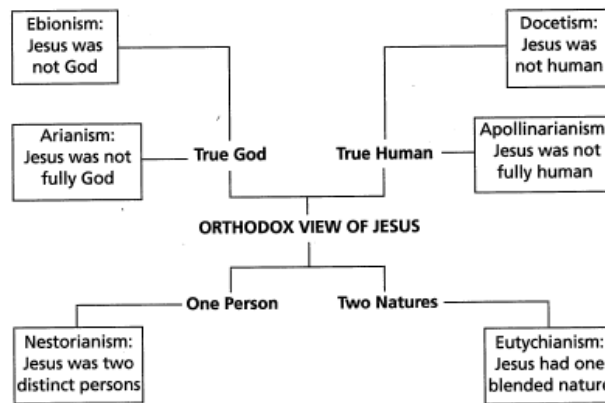 Ebionism:
Jesus was
not God
Docetism:
Jesus was
not human
Arianism:
Jesus was not
fully God
True God
True Human
Apollinarianism
Jesus was not
fully human
ORTHODOX VIEW OF JESUS
One Person
Two Natures
Nestorianism:
Jesus was two
distinct persons
Eutychianism:
Jesus had one
blended nature